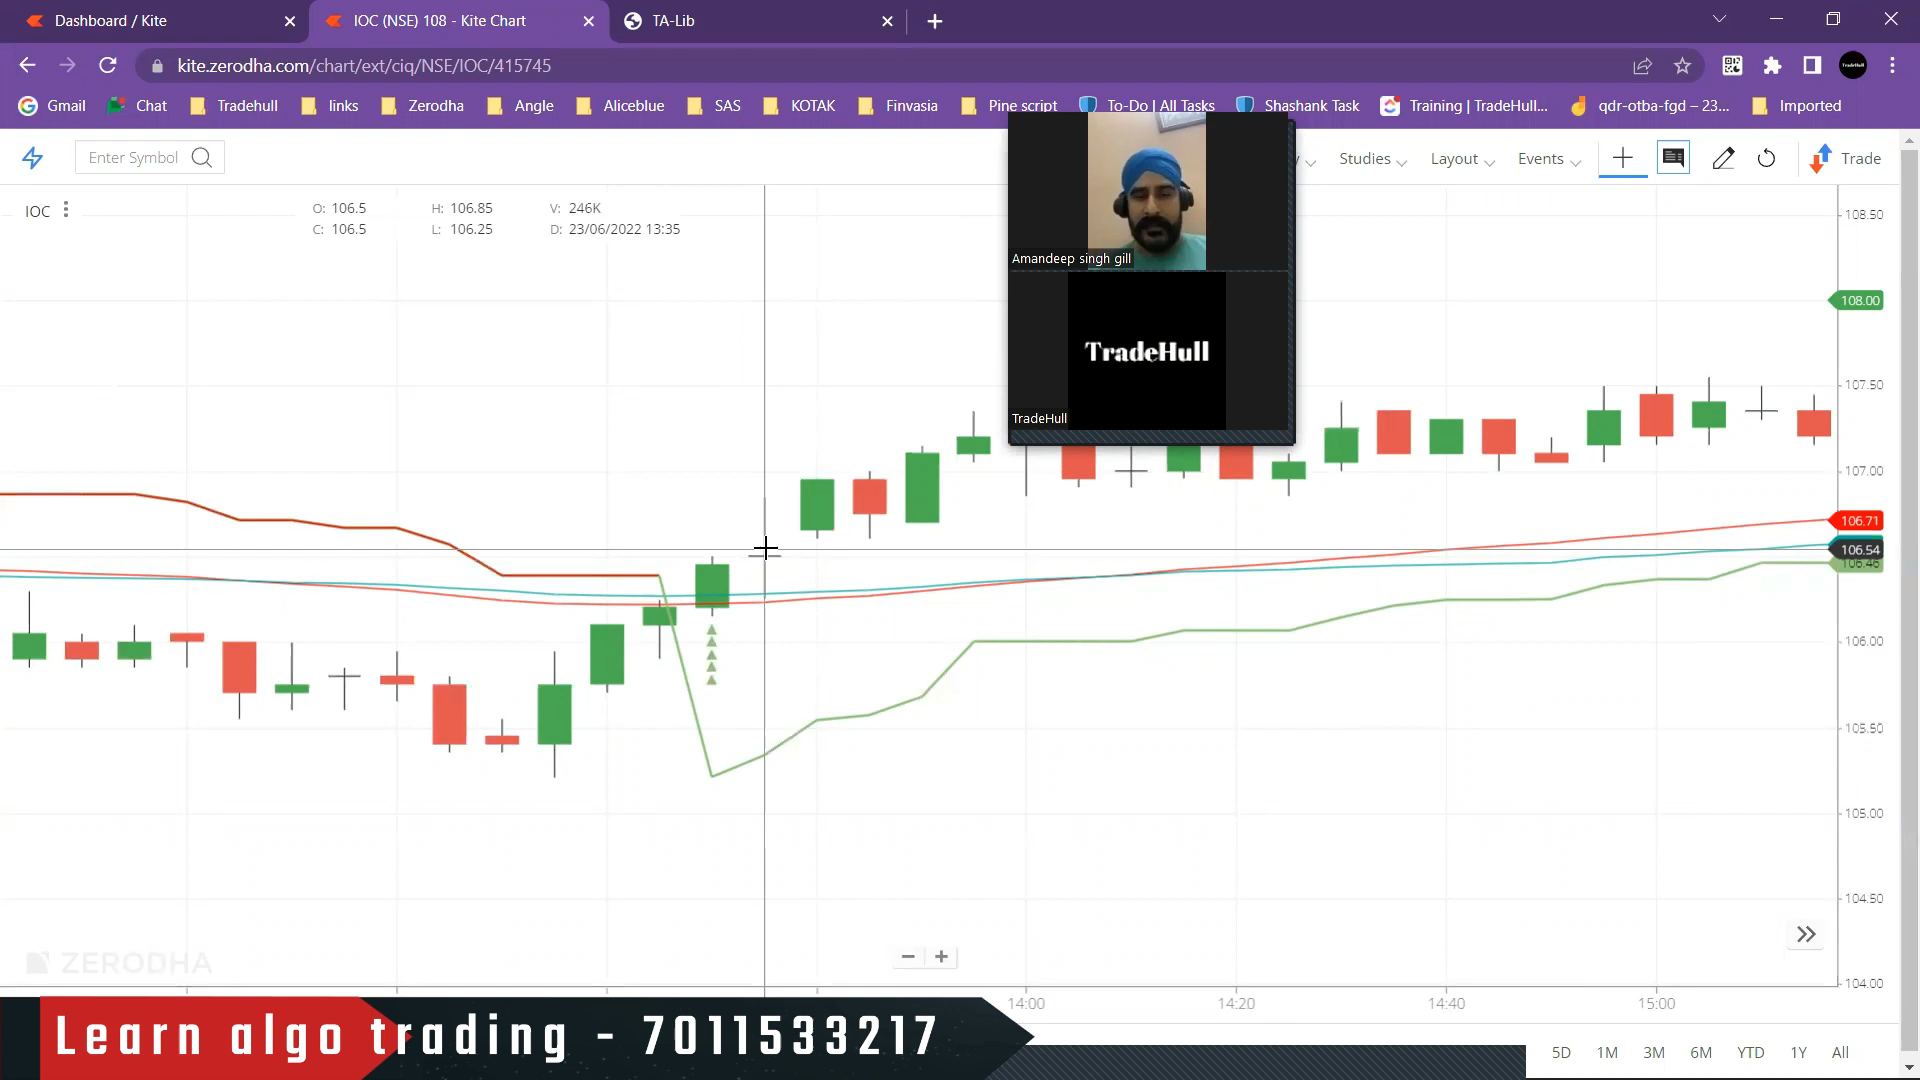 Dashboard / Kite
IOC (NSE) 108 - Kite Chart
TA-Lib
kite.zerodha.com/chart/ext/ciq/NSE/IOC/415745
TradeHull
Gmail
Chat
Tradehull
links
Zerodha
Angle
Aliceblue
SAS
KOTAK
Finvasia
Pine script
To-Do | All Tasks
Shashank Task
Training | TradeHull...
qdr-otba-fgd – 23...
Imported
Enter Symbol
Studies
Layout
Events
Trade
IOC
O: 106.5
H: 106.85
V: 246K
C: 106.5
L: 106.25
D: 23/06/2022 13:35
Amandeep singh gill
TradeHull
TradeHull
108.50
108.00
107.50
107.00
106.71
106.54
106.46
106.00
105.50
105.00
104.50
104.00
ZERODHA
14:00
14:20
14:40
15:00
Learn algo trading - 7011533217
5D
1M
3M
6M
YTD
1Y
All